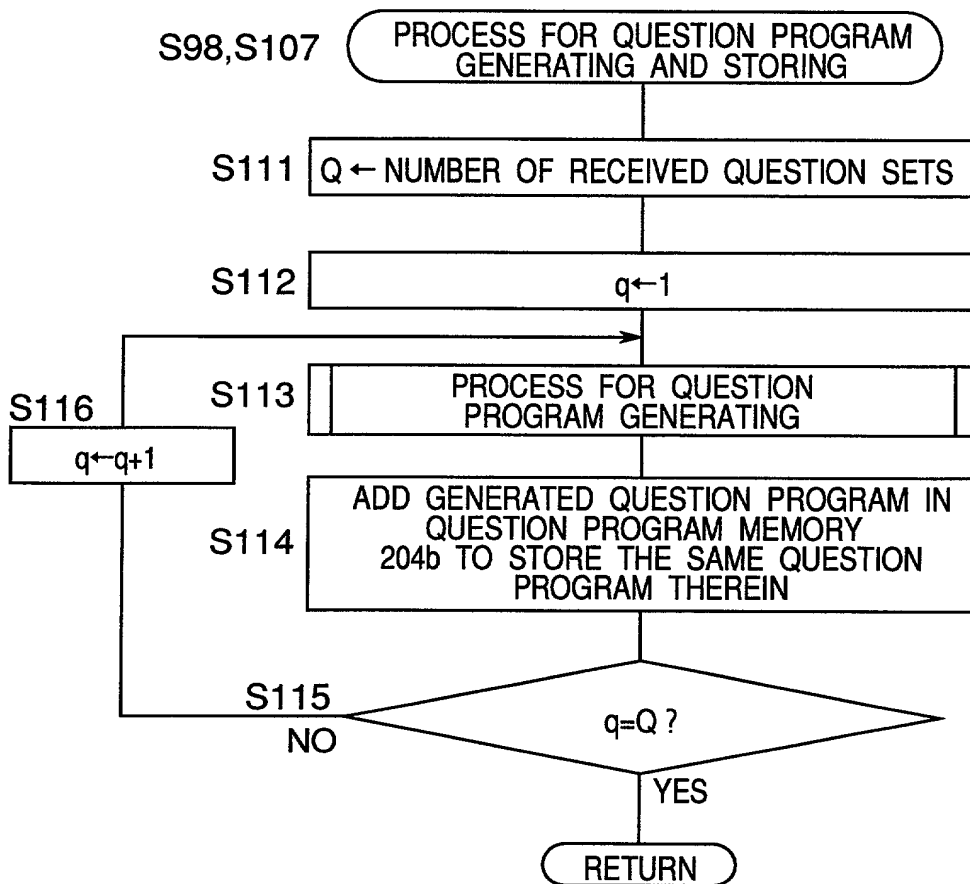 S98,S107
PROCESS FOR QUESTION PROGRAM
GENERATING AND STORING
S111
Q ← NUMBER OF RECEIVED QUESTION SETS
S112
q←1
S113
PROCESS FOR QUESTION
PROGRAM GENERATING
S116
q←q+1
S114
ADD GENERATED QUESTION PROGRAM IN
QUESTION PROGRAM MEMORY
204b TO STORE THE SAME QUESTION
PROGRAM THEREIN
S115
q=Q ?
NO
YES
RETURN